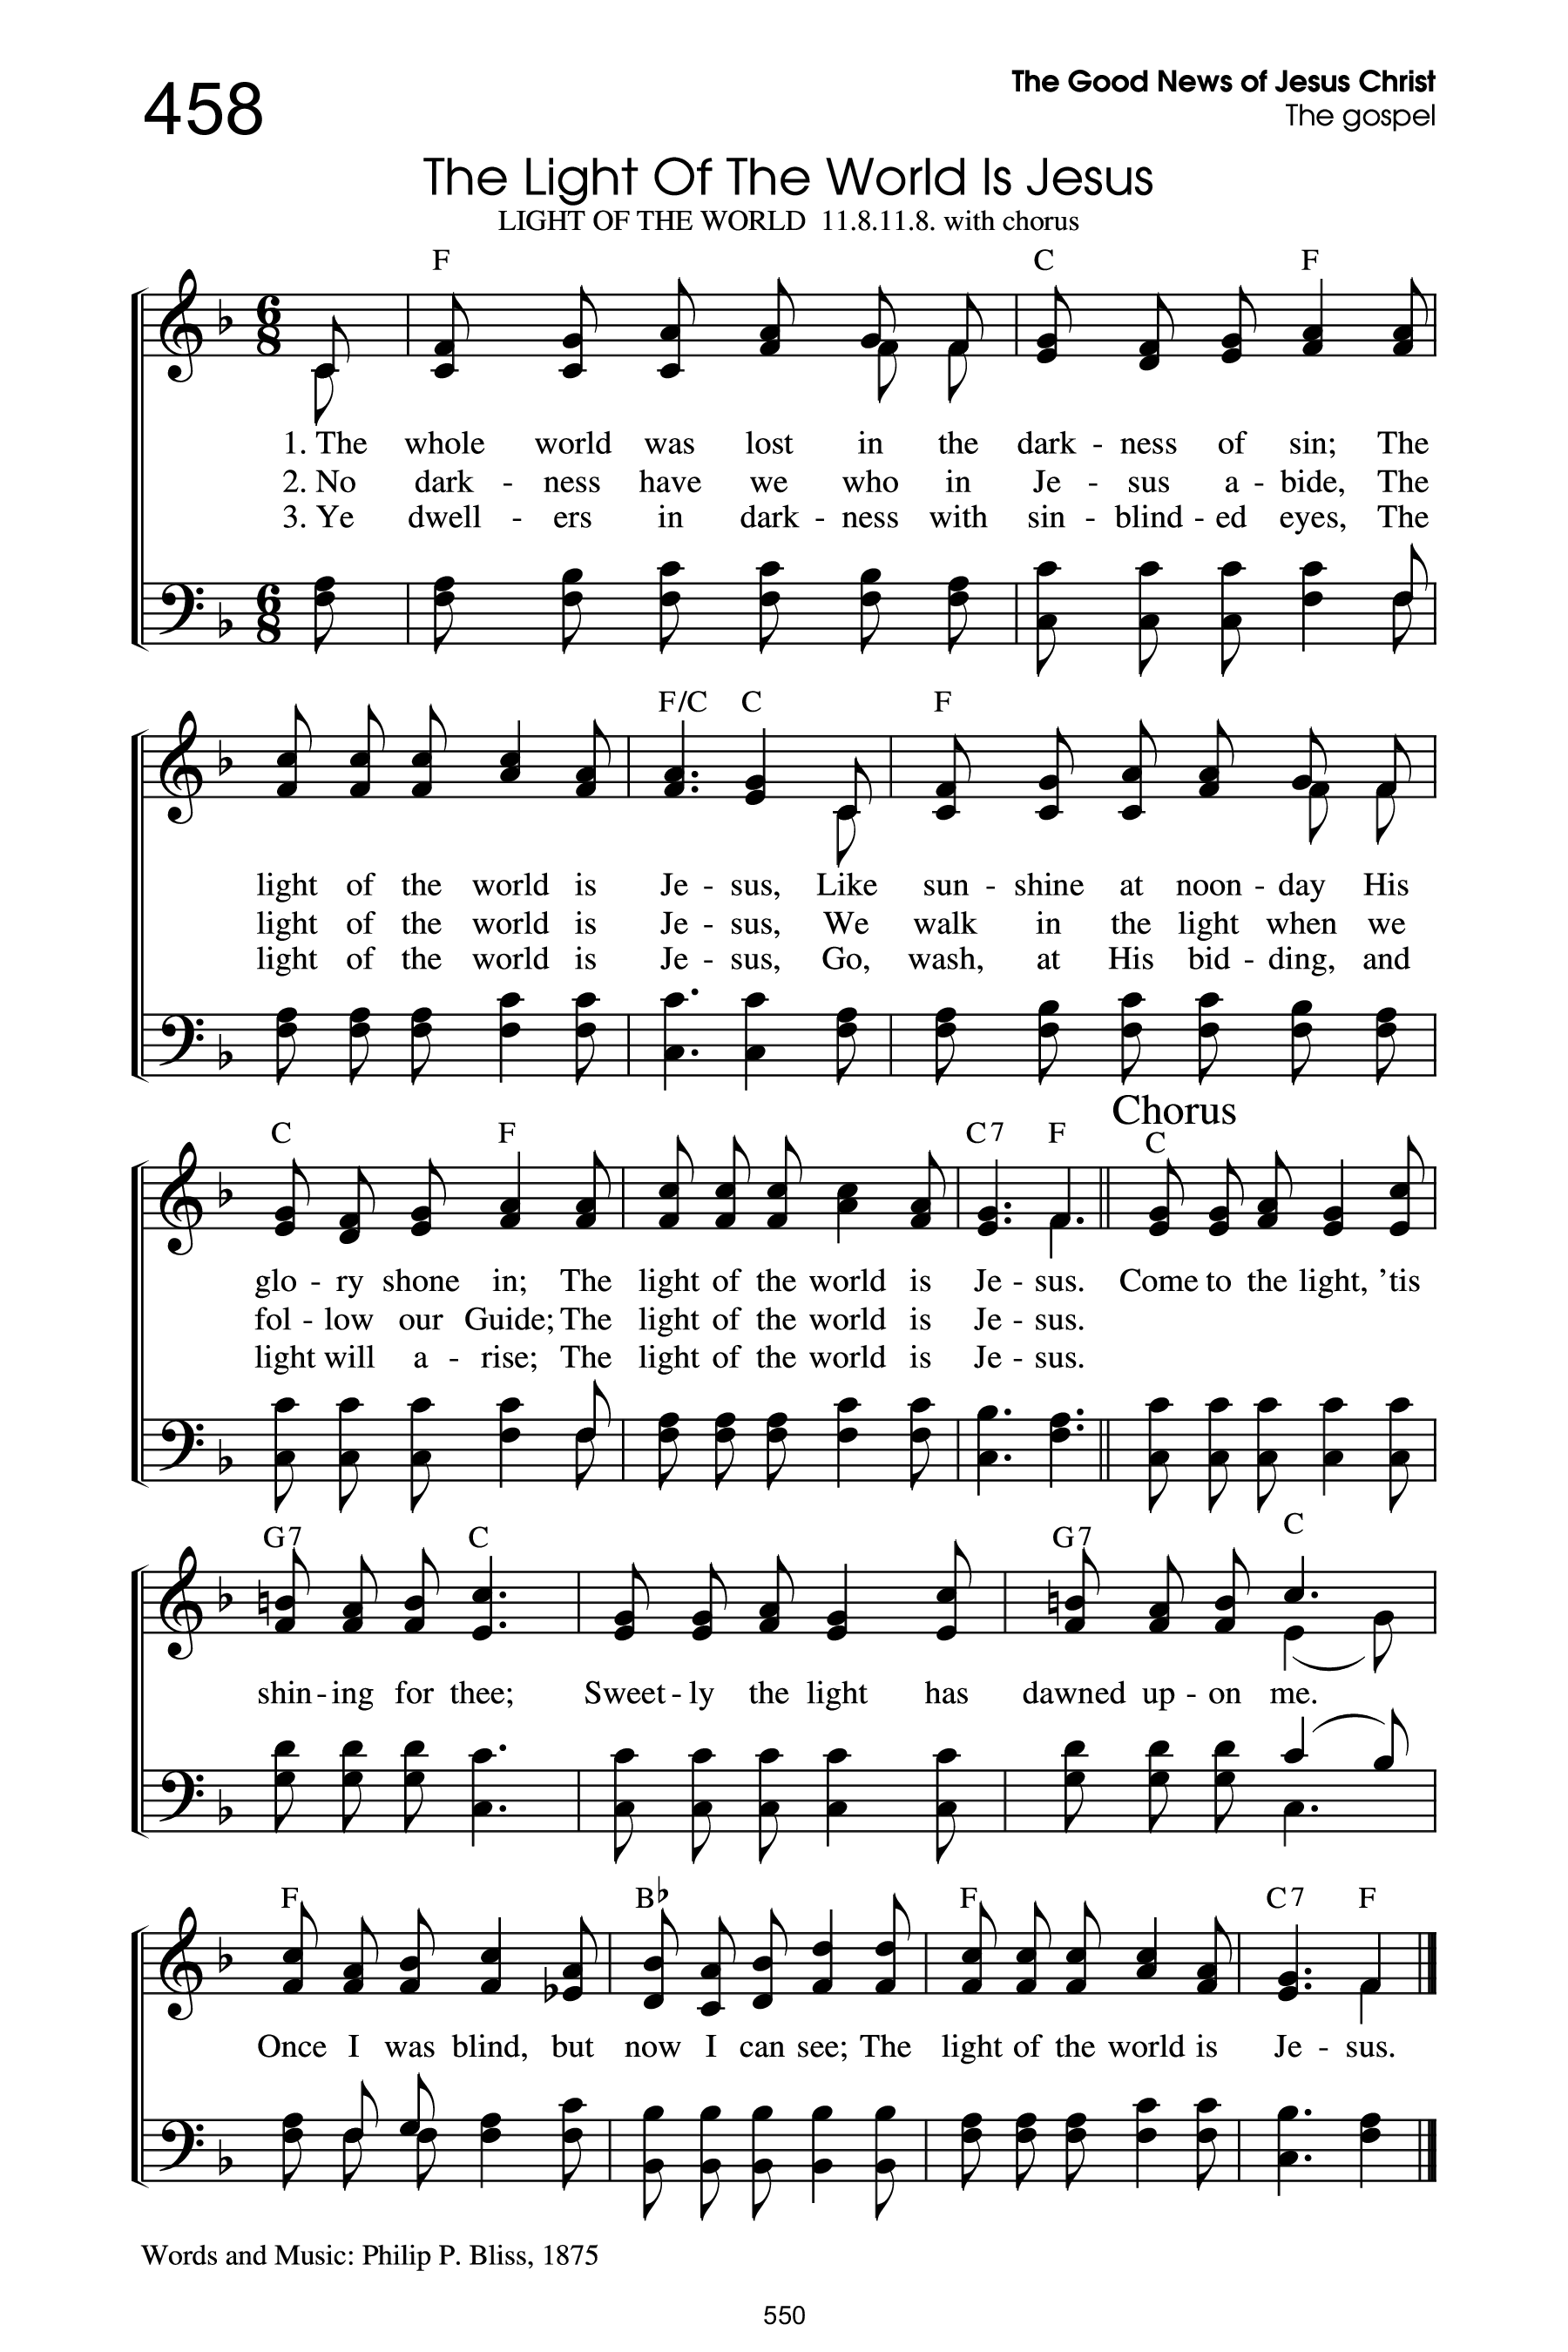 458
The Good News of Jesus Christ
The gospel
The Light Of The World Is Jesus
LIGHT OF THE WORLD 11.8.11.8. with chorus
F C F
6 8
1. The whole world was lost in the dark - ness of sin; The
2. No dark - ness have we who in Je - sus a - bide, The
3. Ye dwell - ers in dark - ness with sin - blind - ed eyes, The
6 8
F/C C F
light of the world is Je - sus, Like sun - shine at noon - day His
light of the world is Je - sus, We walk in the light when we
light of the world is Je - sus, Go, wash, at His bid - ding, and
Chorus
C F C7 F C
glo - ry shone in; The light of the world is Je - sus. Come to the light, ’tis
fol - low our Guide; The light of the world is Je - sus.
light will a - rise; The light of the world is Je - sus.
G7 C G7 C
shin - ing for thee; Sweet - ly the light has dawned up - on me.
F B♭ F C7 F
Once I was blind, but now I can see; The light of the world is Je - sus.
Words and Music: Philip P. Bliss, 1875
550